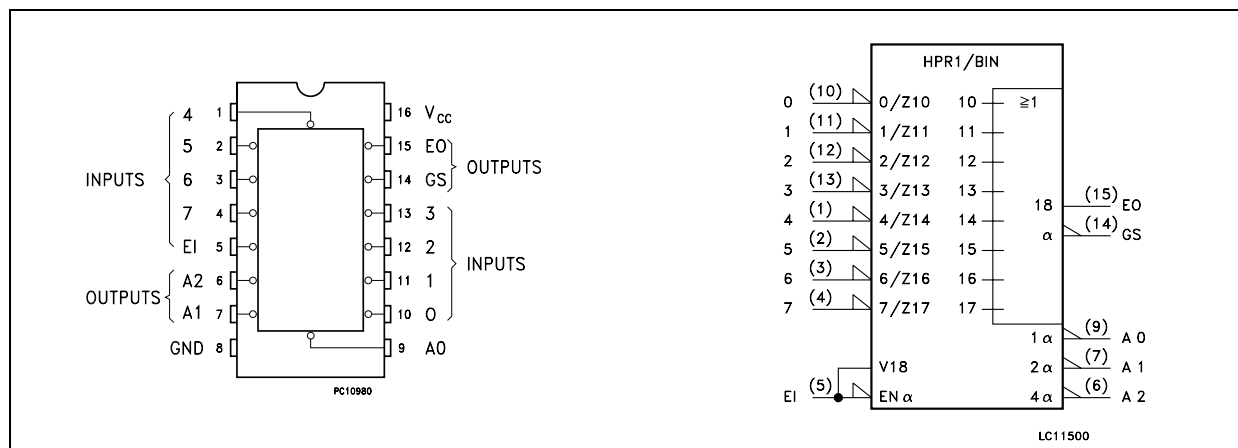 4 1 16 VCC
5 2 15 EO
OUTPUTS
6 3 14 GS
INPUTS
7 4 13 3
EI 5 12 2
INPUTS
A2 6 11 1
OUTPUTS
A1 7 10 0
GND 8 9 A0
PC10980
HPR1/BIN
0 (10) 0/Z10 10 ≥1
1 (11) 1/Z11 11
2 (12) 2/Z12 12
3 (13) 3/Z13 13
18 (15) EO
4 (1) 4/Z14 14
α (14) GS
5 (2) 5/Z15 15
6 (3) 6/Z16 16
7 (4) 7/Z17 17
1 α (9) A 0
V18 2 α (7) A 1
EI (5) EN α 4 α (6) A 2
LC11500